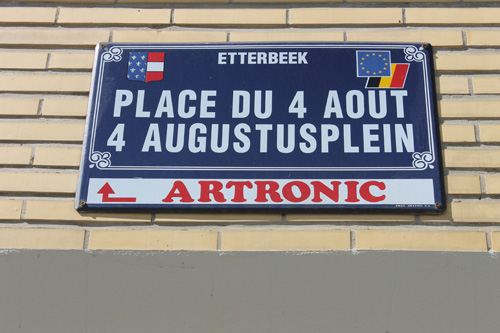 ETTERBEEK
PLACE DU 4 AOUT
4 AUGUSTUSPLEIN
ARTRONIC